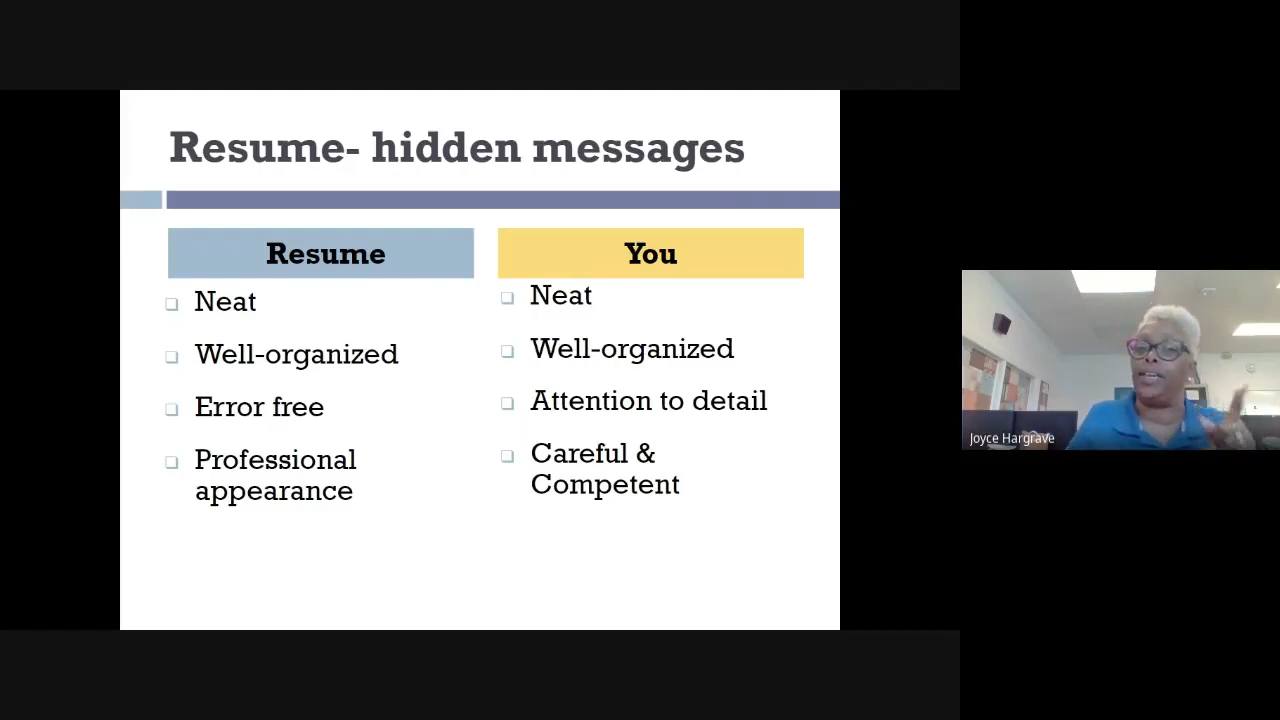 Resume- hidden messages
Resume
Neat
Well-organized
Error free
Professional
appearance
You
Neat
Well-organized
Attention to detail
Careful &
Competent
Joyce Hargrave